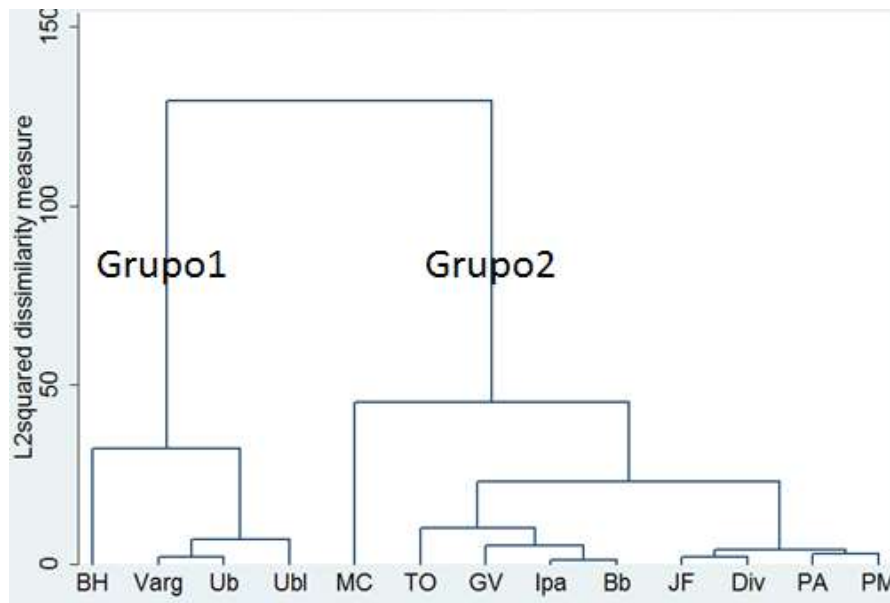 L2squared dissimilarity measure
150
100
50
0
Grupo1 Grupo2
BH Varg Ub Ubl MC TO GV Ipa Bb JF Div PA PM